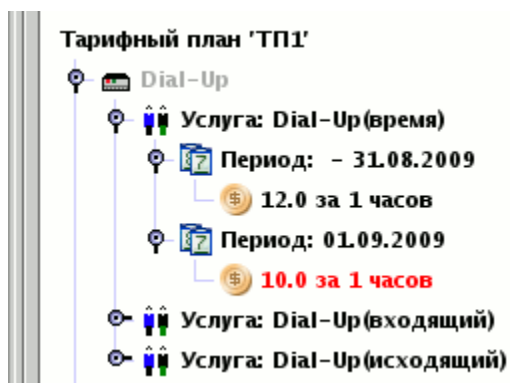 Тарифный план 'ТП1'
Dial-Up
Услуга: Dial-Up(время)
Период: - 31.08.2009
12.0 за 1 часов
Период: 01.09.2009
10.0 за 1 часов
Услуга: Dial-Up(входящий)
Услуга: Dial-Up(исходящий)